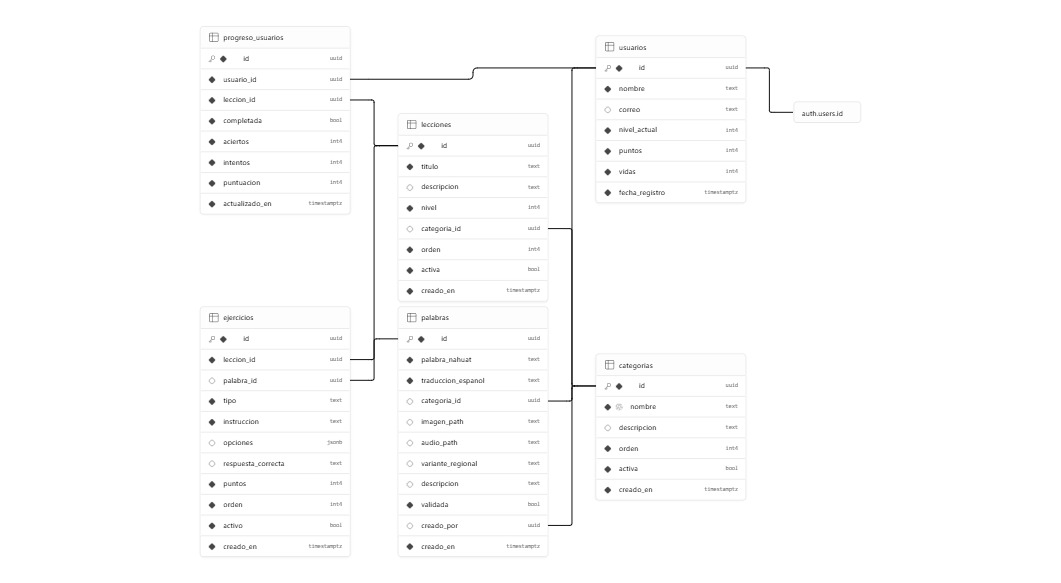 progreso_usuarios
id uuid
usuario_id uuid
leccion_id uuid
completada bool
aciertos int4
intentos int4
puntuacion int4
actualizado_en timestamptz
lecciones
id uuid
titulo text
descripcion text
nivel int4
categoria_id uuid
orden int4
activa bool
creado_en timestamptz
usuarios
id uuid
nombre text
correo text
nivel_actual int4
puntos int4
vidas int4
fecha_registro timestamptz
auth.users.id
ejercicios
id uuid
leccion_id uuid
palabra_id uuid
tipo text
instruccion text
opciones jsonb
respuesta_correcta text
puntos int4
orden int4
activo bool
creado_en timestamptz
palabras
id uuid
palabra_nahuat text
traduccion_espanol text
categoria_id uuid
imagen_path text
audio_path text
variante_regional text
descripcion text
validada bool
creado_por uuid
creado_en timestamptz
categorias
id uuid
nombre text
descripcion text
orden int4
activa bool
creado_en timestamptz